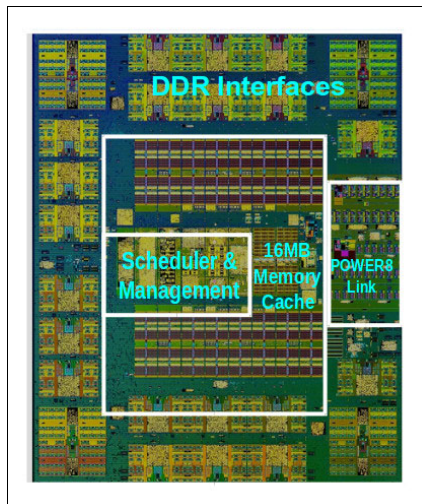 DDR Interfaces
Scheduler &
Management
16MB
Memory
Cache
POWER8
Link